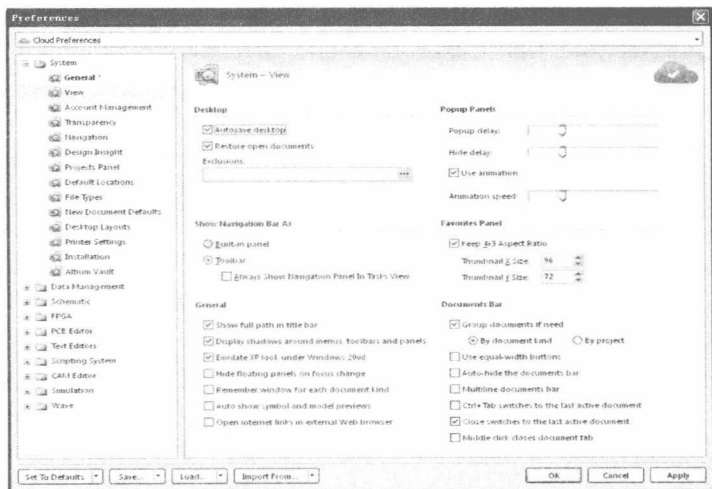 Preferences
Cloud Preferences
System
General *
View
Account Management
Transparency
Navigation
Design Insight
Projects Panel
Default Locations
File Types
New Document Defaults
Desktop Layouts
Printer Settings
Installation
Altium Vault
Data Management
Schematic
FPGA
PCB Editor
Text Editors
Scripting System
CAM Editor
Simulation
Wave
System – View
Desktop
Autosave desktop
Restore open documents
Exclusions:
...
Popup Panels
Popup delay:
Hide delay:
Use animation
Animation speed:
Show Navigation Bar As
Built-in panel
Toolbar
Always Show Navigation Panel In Tasks View
Favorites Panel
Keep 4x3 Aspect Ratio
Thumbnail X Size: 96
Thumbnail Y Size: 72
General
Show full path in title bar
Display shadows around menus, toolbars and panels
Emulate XP look under Windows 2000
Hide floating panels on focus change
Remember window for each document kind
Auto show symbol and model previews
Open internet links in external Web browser
Documents Bar
Group documents if need
By document kind By project
Use equal-width buttons
Auto-hide the documents bar
Multiline documents bar
Ctrl+Tab switches to the last active document
Close switches to the last active document
Middle click closes document tab
Set To Defaults Save... Load... Import From... OK Cancel Apply